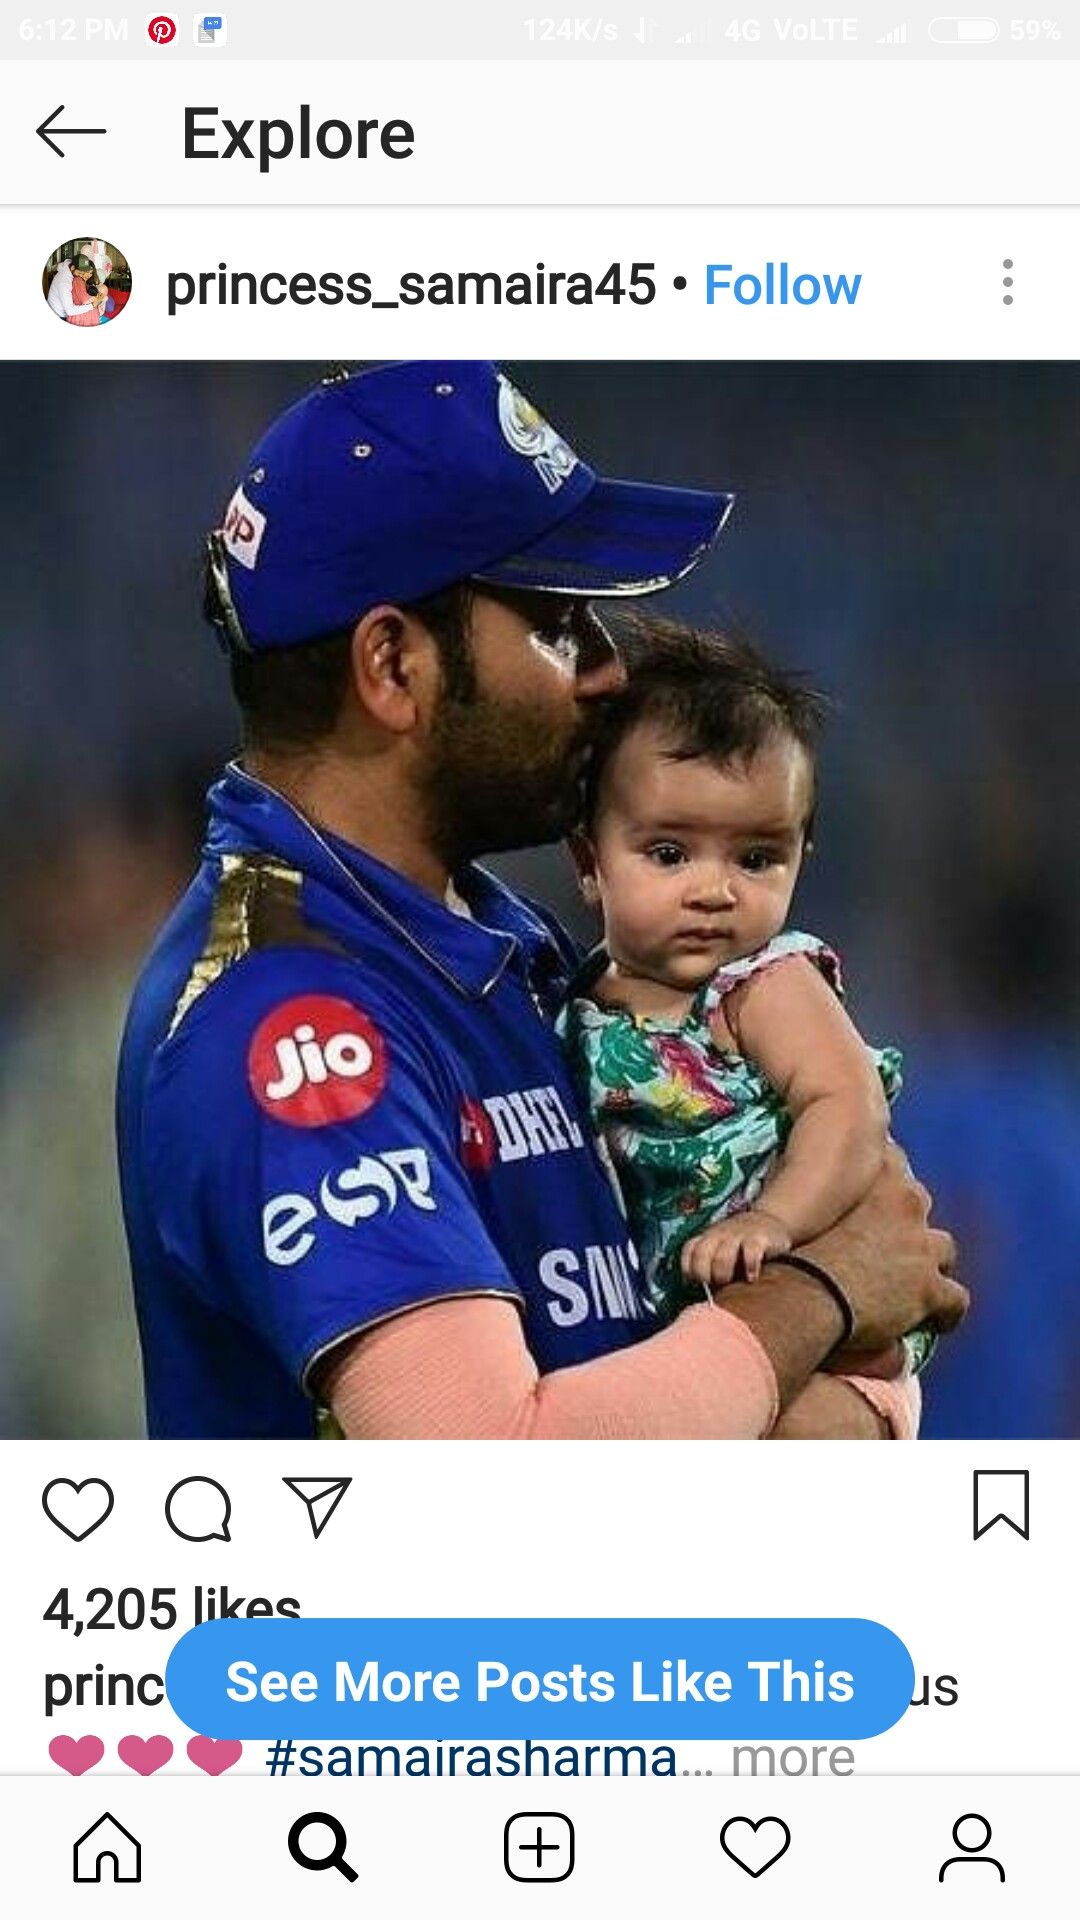 6:12 PM 124K/s 4G VoLTE 59%
Explore
princess_samaira45 • Follow
Jio
DHFL
4,205 likes
princ
See More Posts Like This
us
#samairasharma... more